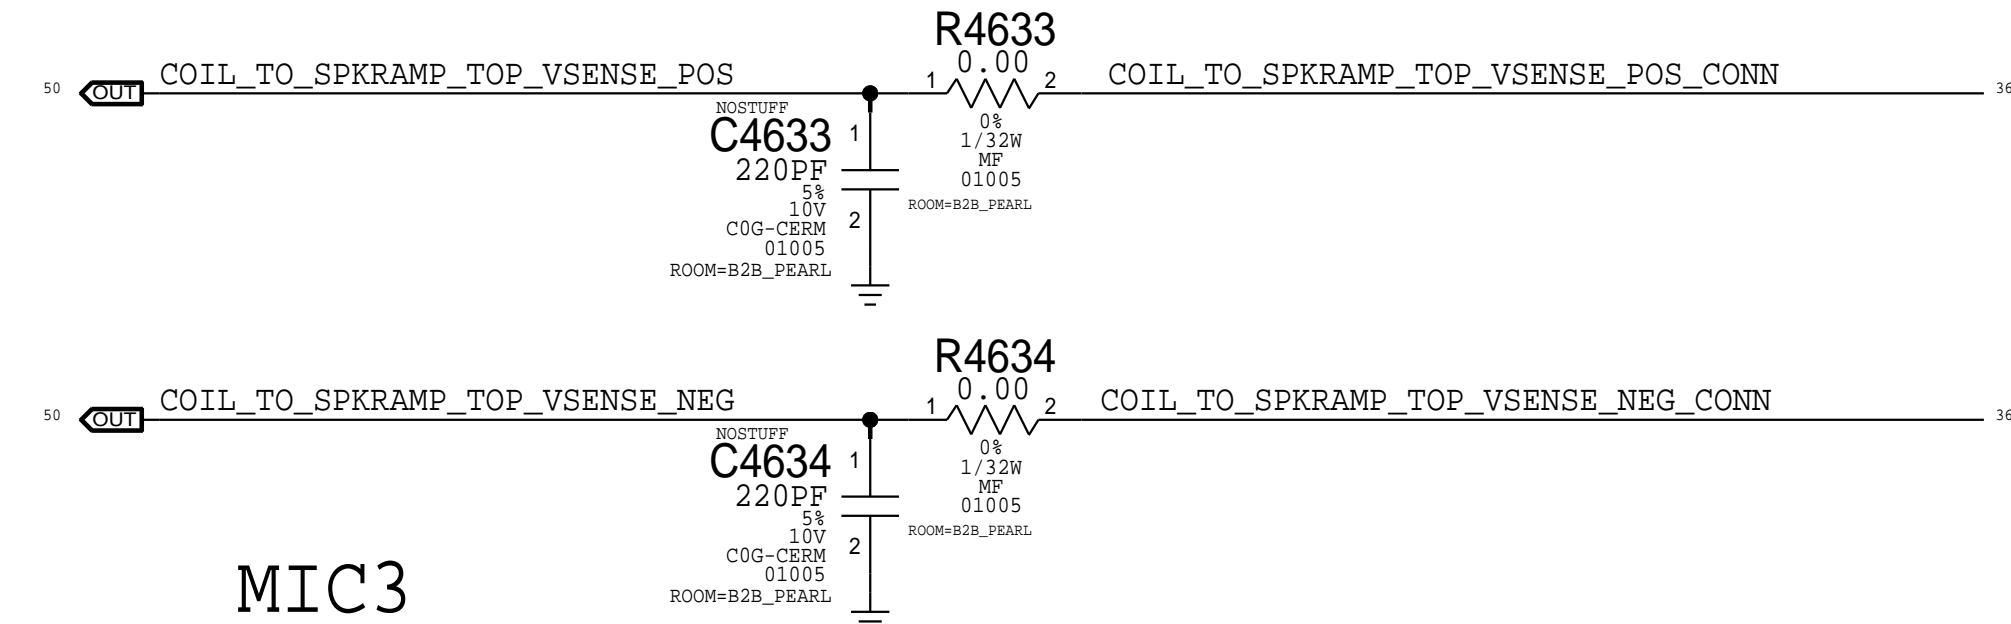 R4633
0.00
50 OUT COIL_TO_SPKRAMP_TOP_VSENSE_POS 1 2 COIL_TO_SPKRAMP_TOP_VSENSE_POS_CONN 36
NOSTUFF
C4633 1
220PF
5%
10V
C0G-CERM 2
01005
ROOM=B2B_PEARL
0%
1/32W
MF
01005
ROOM=B2B_PEARL
R4634
0.00
50 OUT COIL_TO_SPKRAMP_TOP_VSENSE_NEG 1 2 COIL_TO_SPKRAMP_TOP_VSENSE_NEG_CONN 36
NOSTUFF
C4634 1
220PF
5%
10V
C0G-CERM 2
01005
ROOM=B2B_PEARL
0%
1/32W
MF
01005
ROOM=B2B_PEARL
MIC3